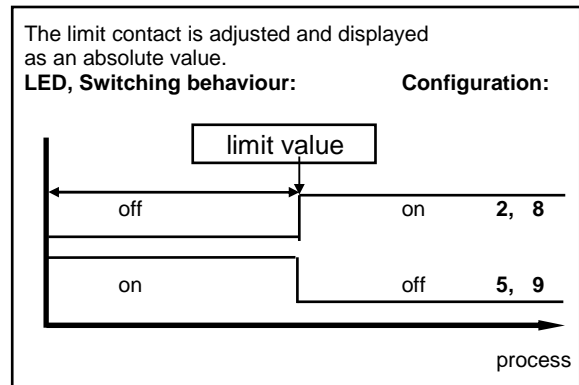 The limit contact is adjusted and displayed
as an absolute value.
LED, Switching behaviour: Configuration:
limit value
off on 2, 8
on off 5, 9
process